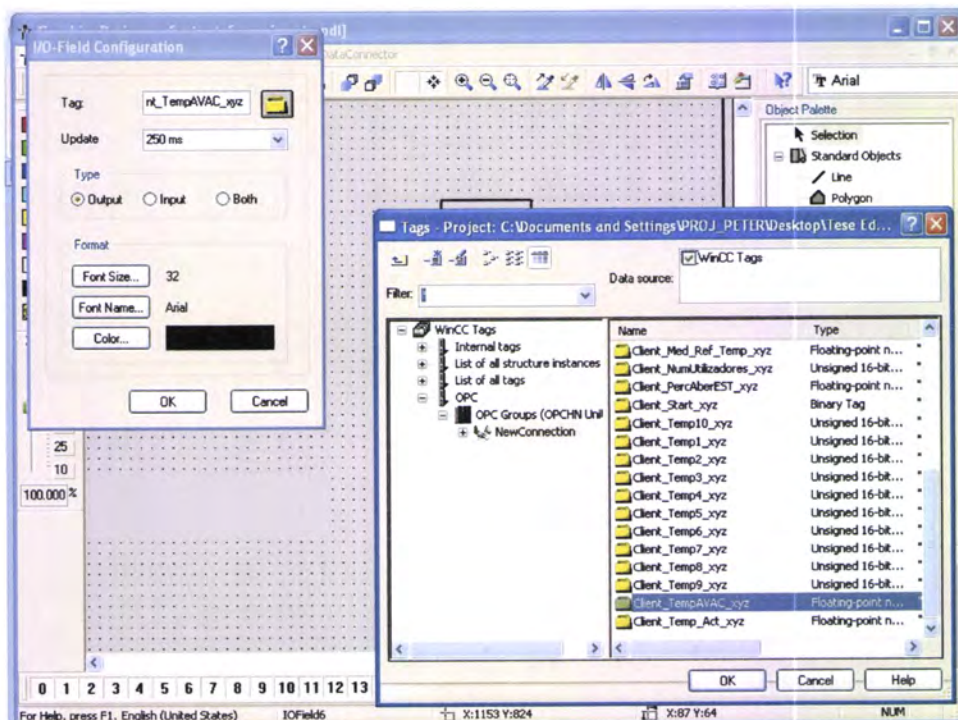 pdl]
I/O-Field Configuration
DataConnector
Tag:
nt_TempAVAC_xyz
Update
250 ms
Type
Output
Input
Both
Format
Font Size...
32
Font Name...
Arial
Color...
OK
Cancel
Arial
Object Palette
Selection
Standard Objects
Line
Polygon
Tags - Project: C:\Documents and Settings\PROJ_PETER\Desktop\Tese Ed...
Filter:
Data source:
WinCC Tags
WinCC Tags
Internal tags
List of all structure instances
List of all tags
OPC
OPC Groups (OPCHN Unil
NewConnection
Name Type
Client_Med_Ref_Temp_xyz Floating-point n...
Client_NumUtilizadores_xyz Unsigned 16-bit...
Client_PercAberEST_xyz Floating-point n...
Client_Start_xyz Binary Tag
Client_Temp10_xyz Unsigned 16-bit...
Client_Temp1_xyz Unsigned 16-bit...
Client_Temp2_xyz Unsigned 16-bit...
Client_Temp3_xyz Unsigned 16-bit...
Client_Temp4_xyz Unsigned 16-bit...
Client_Temp5_xyz Unsigned 16-bit...
Client_Temp6_xyz Unsigned 16-bit...
Client_Temp7_xyz Unsigned 16-bit...
Client_Temp8_xyz Unsigned 16-bit...
Client_Temp9_xyz Unsigned 16-bit...
Client_TempAVAC_xyz Floating-point n...
Client_Temp_Act_xyz Floating-point n...
OK
Cancel
Help
25
10
100.000 %
0 1 2 3 4 5 6 7 8 9 10 11 12 13
For Help, press F1. English (United States) IOField6 X:1153 Y:824 X:87 Y:64 NUM